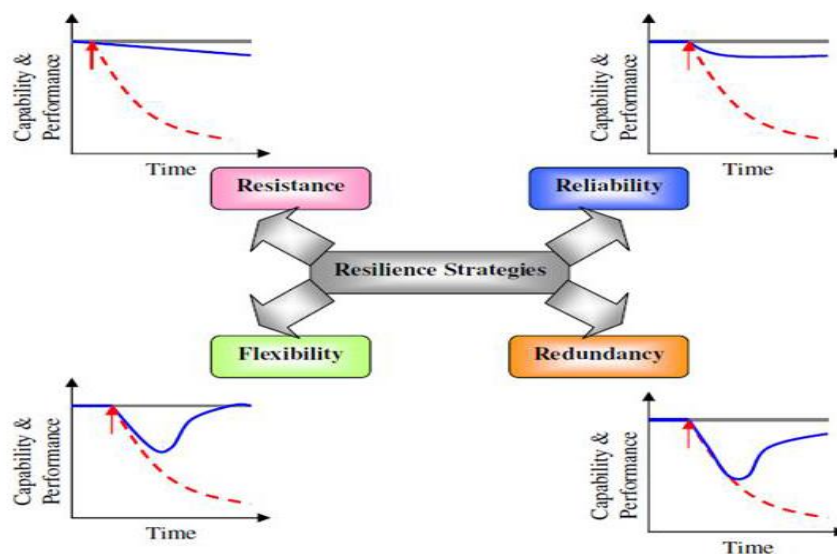 Capability &
Performance
Time
Capability &
Performance
Time
Resistance
Reliability
Resilience Strategies
Flexibility
Redundancy
Capability &
Performance
Time
Capability &
Performance
Time